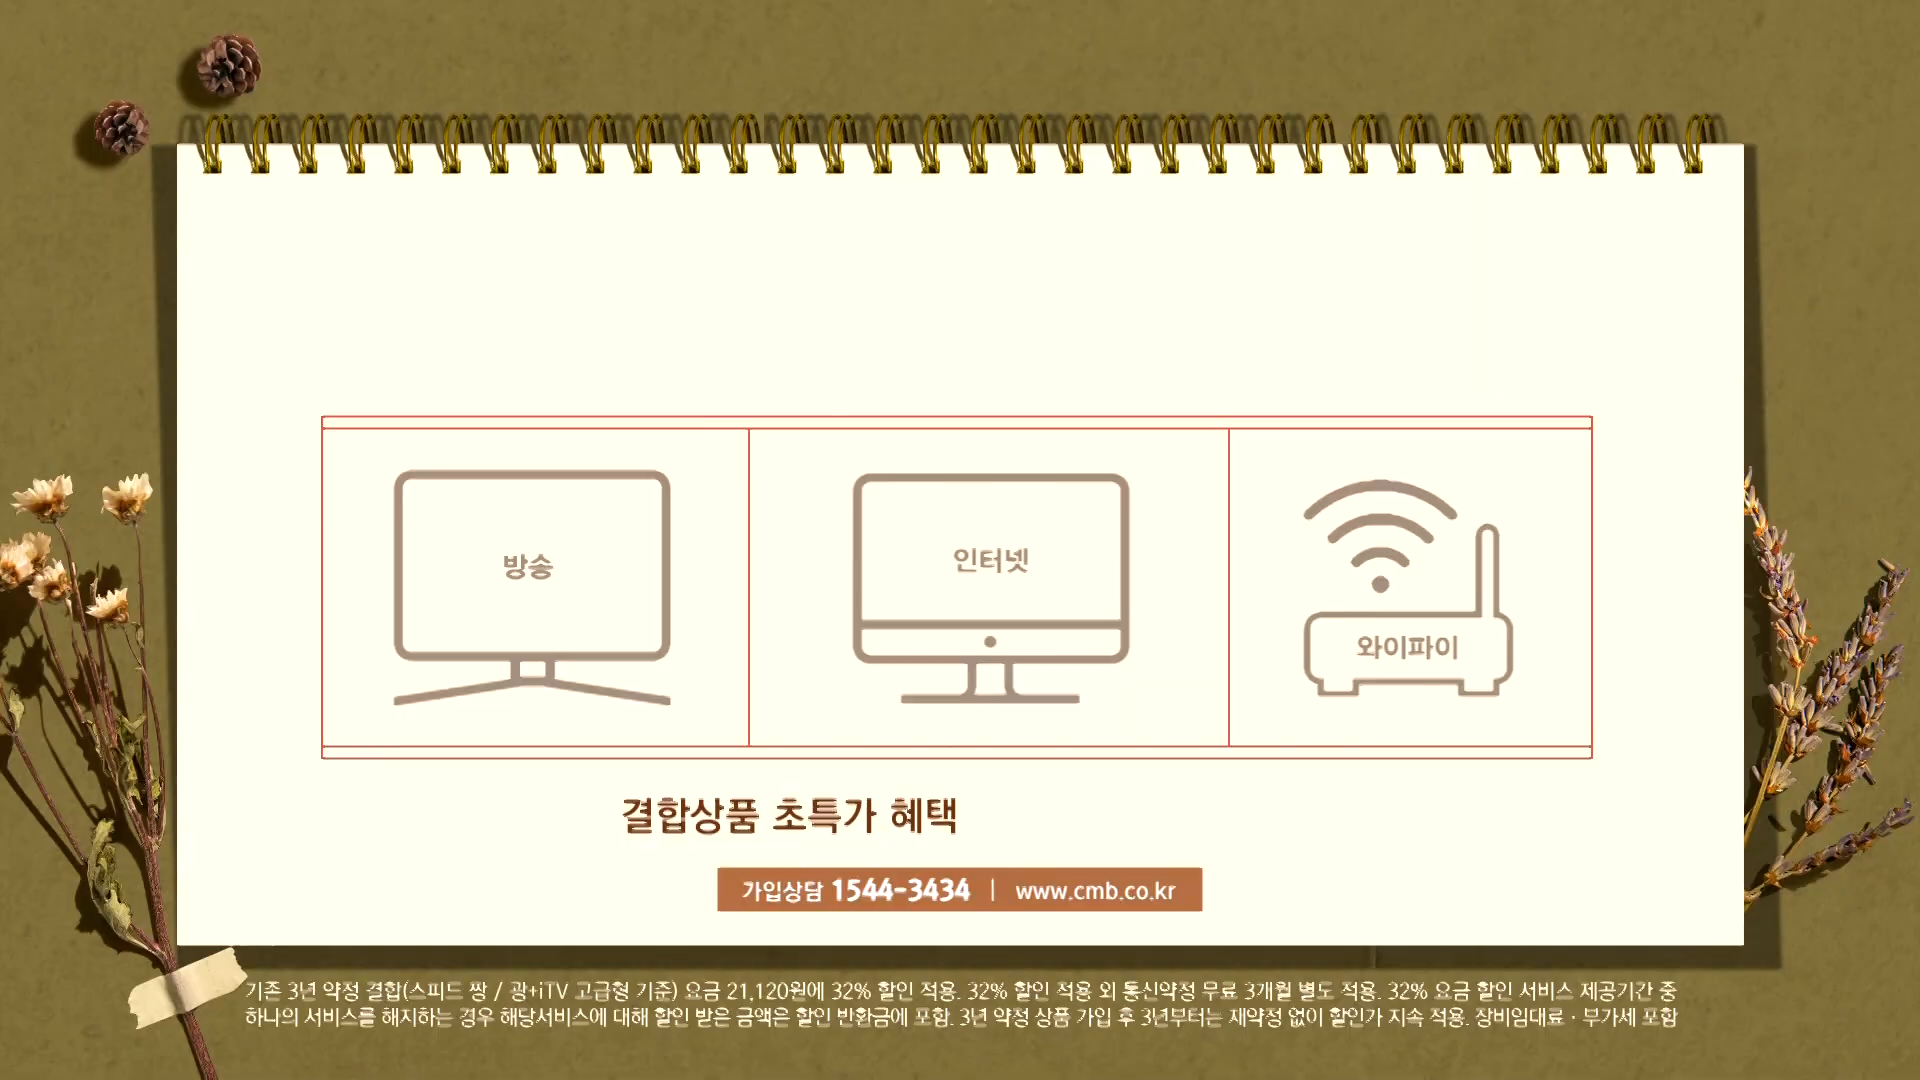 방송
인터넷
와이파이
결합상품 초특가 혜택
가입상담 1544-3434 | www.cmb.co.kr
기존 3년 약정 결합(스피드 짱 / 광+iTV 고급형 기준) 요금 21,120원에 32% 할인 적용. 32% 할인 적용 외 통신약정 무료 3개월 별도 적용. 32% 요금 할인 서비스 제공기간 중
하나의 서비스를 해지하는 경우 해당서비스에 대해 할인 받은 금액은 할인 반환금에 포함. 3년 약정 상품 가입 후 3년부터는 재약정 없이 할인가 지속 적용. 장비임대료 · 부가세 포함